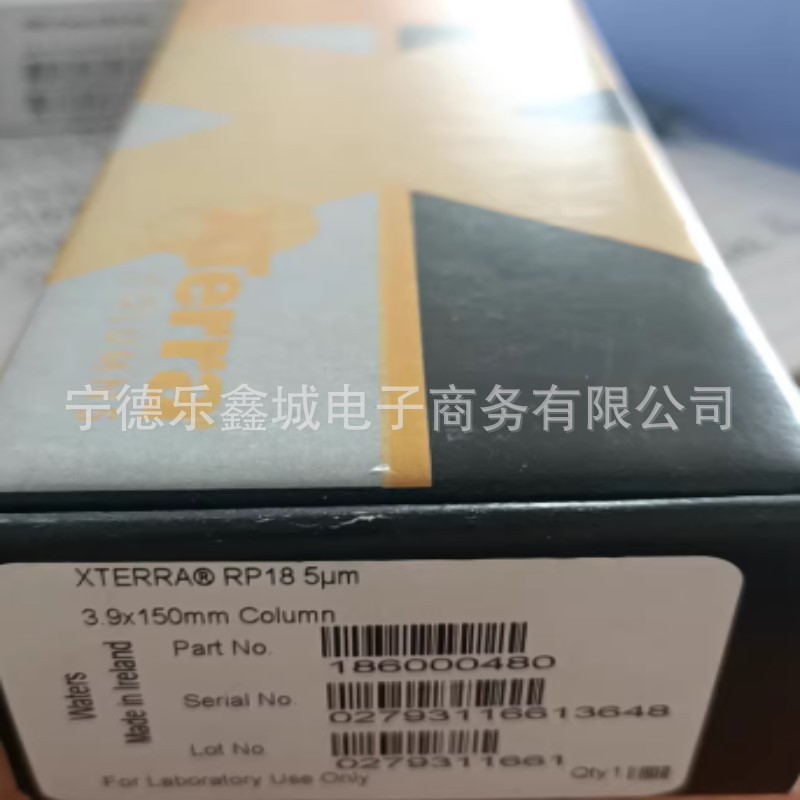 XTerra
COLUMNS
宁德乐鑫城电子商务有限公司
XTERRA® RP18 5µm
3.9x150mm Column
Waters
Made in Ireland
Part No.
186000480
Serial No.
02793116613648
Lot No.
0279311661
For Laboratory Use Only
Qty 1